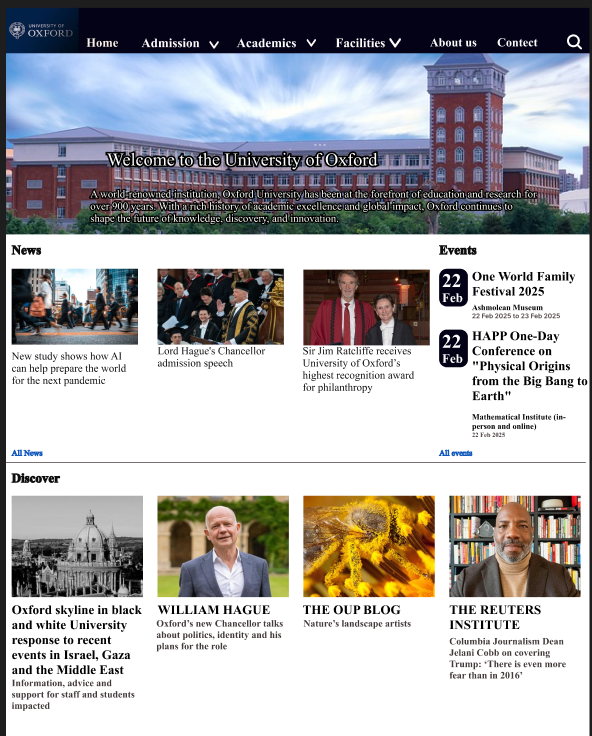 UNIVERSITY OF
OXFORD
Home Admission Academics Facilities About us Contact
Welcome to the University of Oxford
A world-renowned institution, Oxford University has been at the forefront of education and research for
over 900 years. With a rich history of academic excellence and global impact, Oxford continues to
shape the future of knowledge, discovery, and innovation.
News
New study shows how AI
can help prepare the world
for the next pandemic
Lord Hague's Chancellor
admission speech
Sir Jim Ratcliffe receives
University of Oxford's
highest recognition award
for philanthropy
All News
Events
22
Feb
One World Family
Festival 2025
Ashmolean Museum
22 Feb 2025 to 23 Feb 2025
22
Feb
HAPP One-Day
Conference on
"Physical Origins
from the Big Bang to
Earth"
Mathematical Institute (in-
person and online)
22 Feb 2025
All events
Discover
Oxford skyline in black
and white University
response to recent
events in Israel, Gaza
and the Middle East
Information, advice and
support for staff and students
impacted
WILLIAM HAGUE
Oxford's new Chancellor talks
about politics, identity and his
plans for the role
THE OUP BLOG
Nature's landscape artists
THE REUTERS
INSTITUTE
Columbia Journalism Dean
Jelani Cobb on covering
Trump: 'There is even more
fear than in 2016'